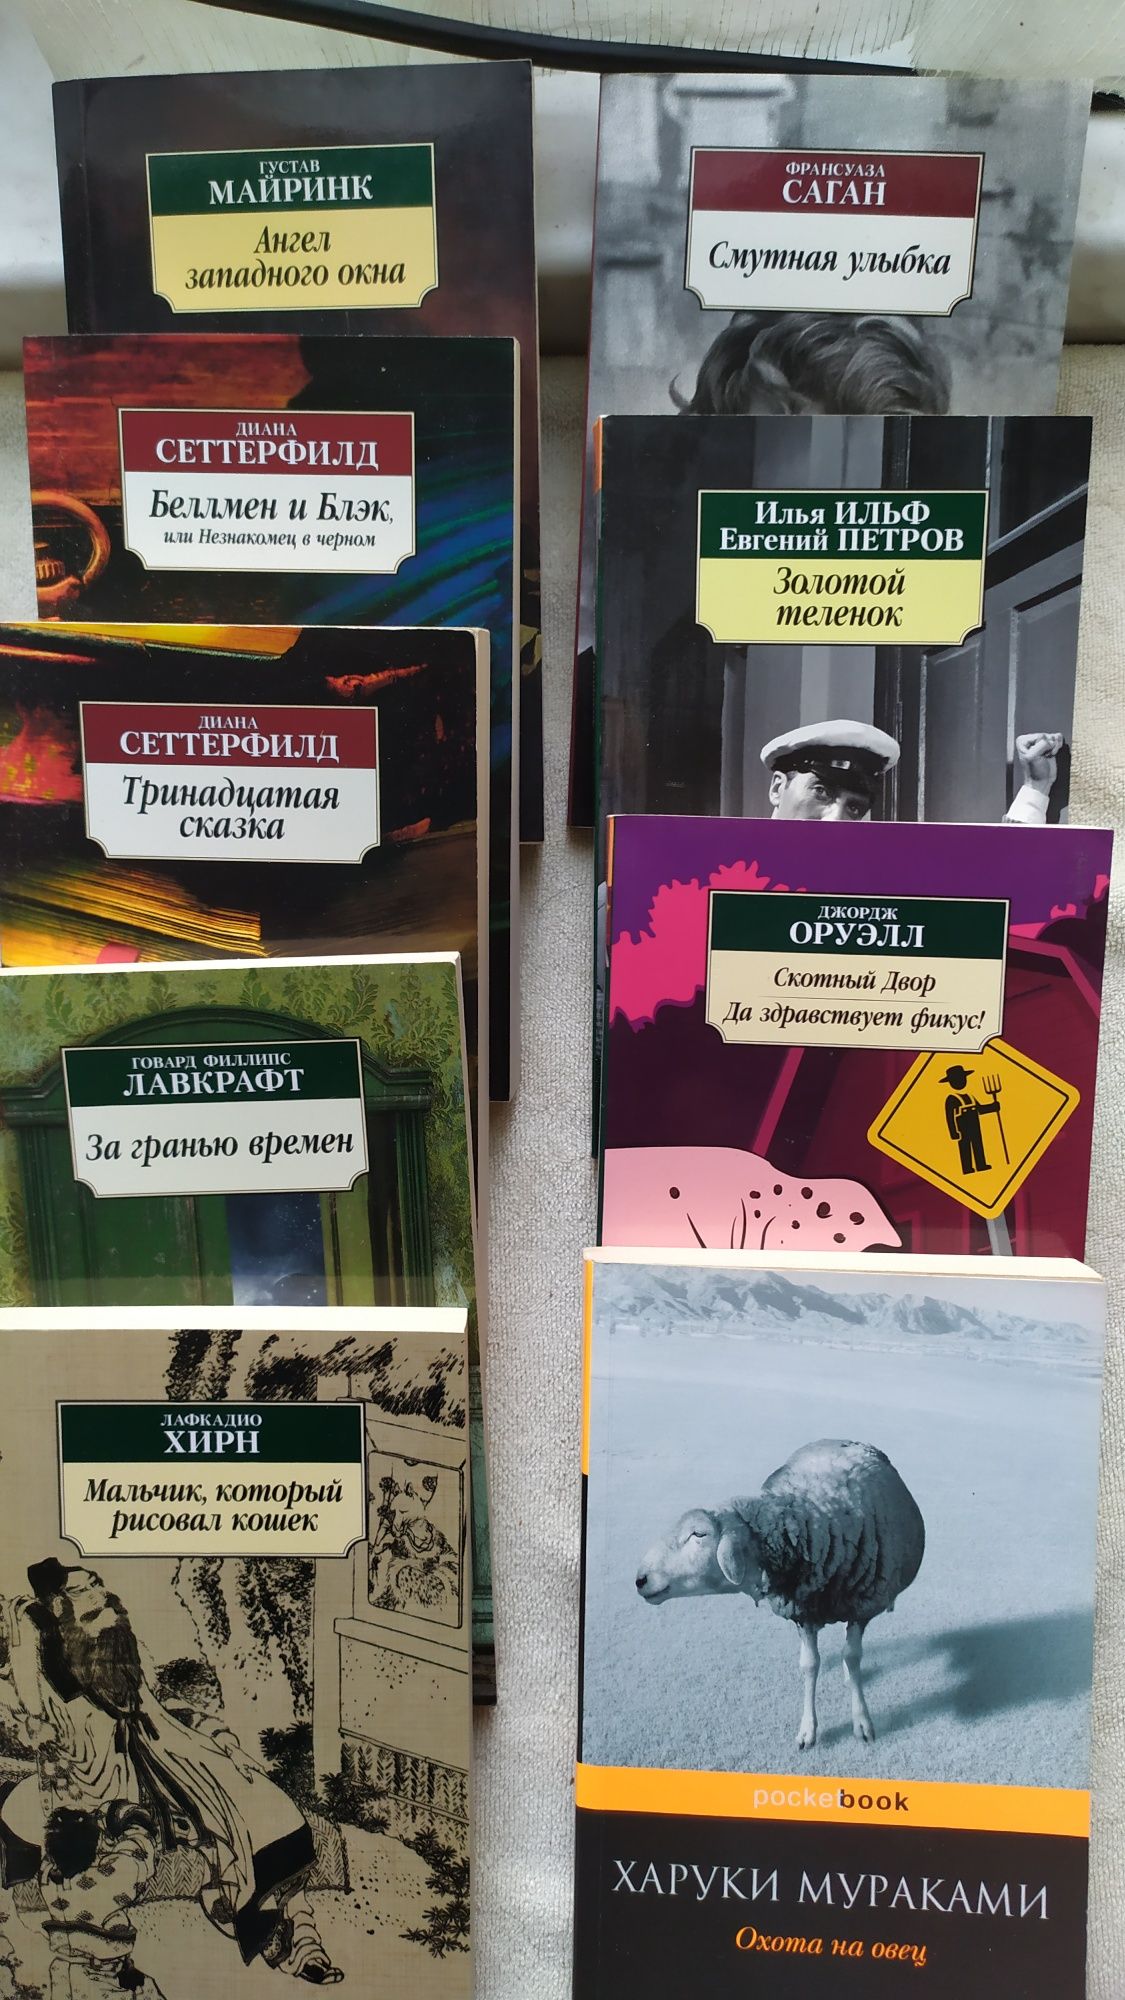 ГУСТАВ
МАЙРИНК
Ангел
западного окна
ДИАНА
СЕТТЕРФИЛД
Беллмен и Блэк,
или Незнакомец в черном
ДИАНА
СЕТТЕРФИЛД
Тринадцатая
сказка
ГОВАРД ФИЛЛИПС
ЛАВКРАФТ
За гранью времен
ЛАФКАДИО
ХИРН
Мальчик, который
рисовал кошек
ФРАНСУАЗА
САГАН
Смутная улыбка
Илья ИЛЬФ
Евгений ПЕТРОВ
Золотой
теленок
ДЖОРДЖ
ОРУЭЛЛ
Скотный Двор
Да здравствует фикус!
pocketbook
ХАРУКИ МУРАКАМИ
Охота на овец